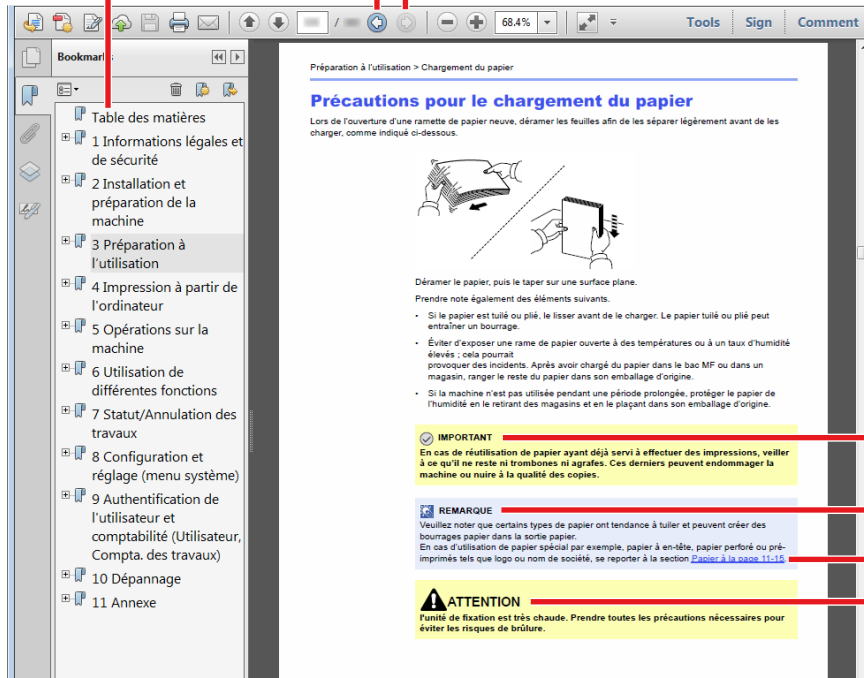 /
68.4%
Tools
Sign
Comment
Bookmar
Table des matières
1 Informations légales et
de sécurité
2 Installation et
préparation de la
machine
3 Préparation à
l'utilisation
4 Impression à partir de
l'ordinateur
5 Opérations sur la
machine
6 Utilisation de
différentes fonctions
7 Statut/Annulation des
travaux
8 Configuration et
réglage (menu système)
9 Authentification de
l'utilisateur et
comptabilité (Utilisateur,
Compta. des travaux)
10 Dépannage
11 Annexe
Préparation à l'utilisation > Chargement du papier
Précautions pour le chargement du papier
Lors de l'ouverture d'une ramette de papier neuve, déramer les feuilles afin de les séparer légèrement avant de les
charger, comme indiqué ci-dessous.
Déramer le papier, puis le taper sur une surface plane.
Prendre note également des éléments suivants.
• Si le papier est tuilé ou plié, le lisser avant de le charger. Le papier tuilé ou plié peut
entraîner un bourrage.
• Éviter d'exposer une rame de papier ouverte à des températures ou à un taux d'humidité
élevés ; cela pourrait
provoquer des incidents. Après avoir chargé du papier dans le bac MF ou dans un
magasin, ranger le reste du papier dans son emballage d'origine.
• Si la machine n'est pas utilisée pendant une période prolongée, protéger le papier de
l'humidité en le retirant des magasins et en le plaçant dans son emballage d'origine.
IMPORTANT
En cas de réutilisation de papier ayant déjà servi à effectuer des impressions, veiller
à ce qu'il ne reste ni trombones ni agrafes. Ces derniers peuvent endommager la
machine ou nuire à la qualité des copies.
REMARQUE
Veuillez noter que certains types de papier ont tendance à tuiler et peuvent créer des
bourrages papier dans la sortie papier.
En cas d'utilisation de papier spécial par exemple, papier à en-tête, papier perforé ou pré-
imprimés tels que logo ou nom de société, se reporter à la section Papier à la page 11-15.
ATTENTION
l'unité de fixation est très chaude. Prendre toutes les précautions nécessaires pour
éviter les risques de brûlure.